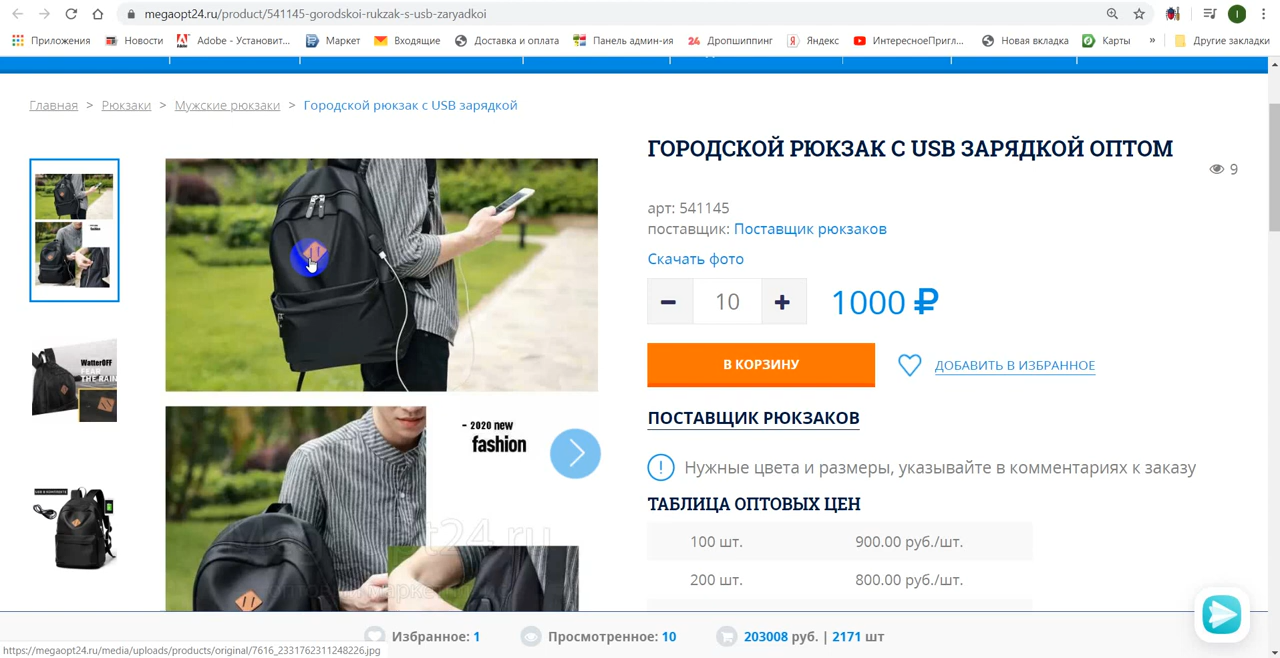 megaopt24.ru/product/541145-gorodskoi-rukzak-s-usb-zaryadkoi
Приложения Новости Adobe - Установит... Маркет Входящие Доставка и оплата Панель админ-ия 24 Дропшиппинг Яндекс ИнтересноеПригл... Новая вкладка Карты » Другие закладки
Главная > Рюкзаки > Мужские рюкзаки > Городской рюкзак с USB зарядкой
ГОРОДСКОЙ РЮКЗАК С USB ЗАРЯДКОЙ ОПТОМ
9
арт: 541145
поставщик: Поставщик рюкзаков
Скачать фото
− 10 + 1000 ₽
В КОРЗИНУ
ДОБАВИТЬ В ИЗБРАННОЕ
WatterOFF
FEAR
THE RAIN
- 2020 new
fashion
ПОСТАВЩИК РЮКЗАКОВ
! Нужные цвета и размеры, указывайте в комментариях к заказу
ТАБЛИЦА ОПТОВЫХ ЦЕН
100 шт. 900.00 руб./шт.
200 шт. 800.00 руб./шт.
Избранное: 1 Просмотренное: 10 203008 руб. | 2171 шт
https://megaopt24.ru/media/uploads/products/original/7616_2331762311248226.jpg